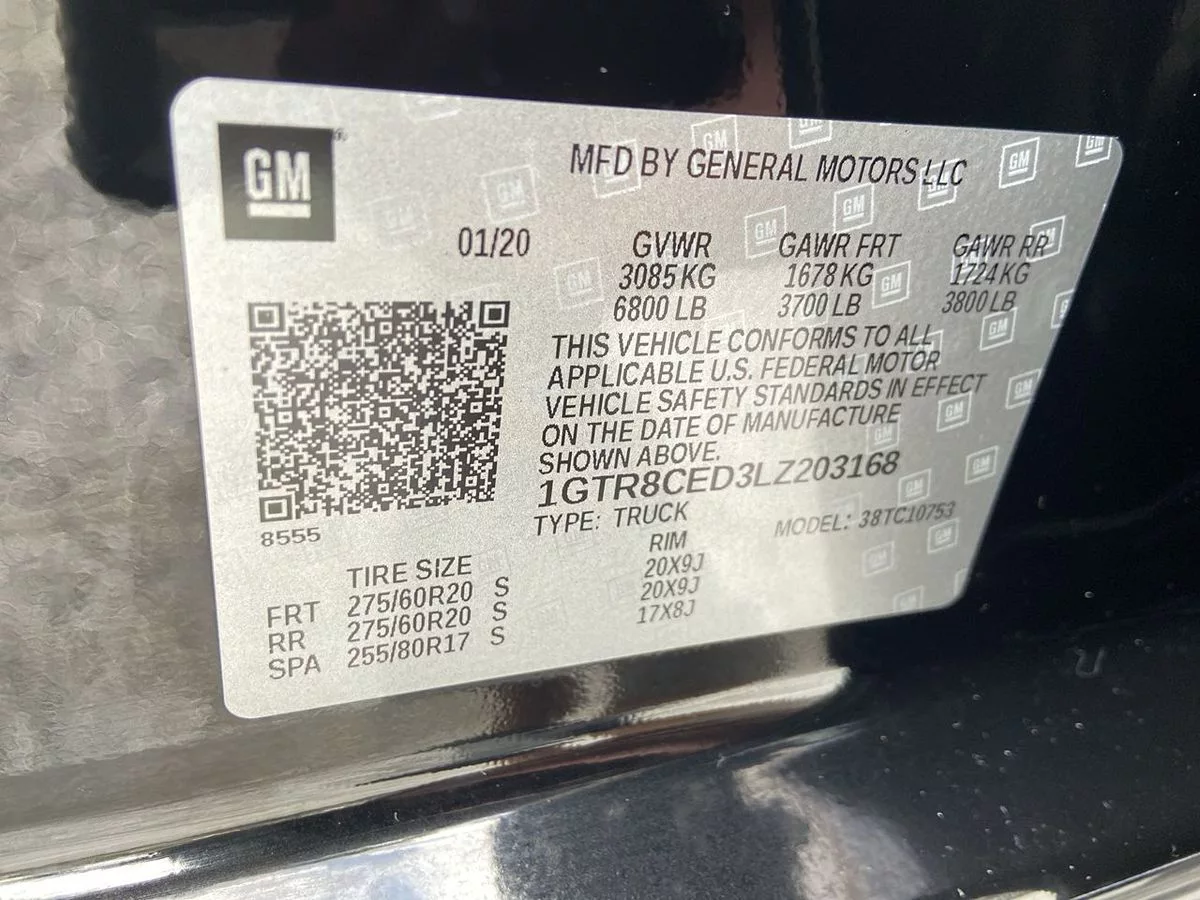 GM
MFD BY GENERAL MOTORS LLC
01/20 GVWR GAWR FRT GAWR RR
3085 KG 1678 KG 1724 KG
6800 LB 3700 LB 3800 LB
THIS VEHICLE CONFORMS TO ALL
APPLICABLE U.S. FEDERAL MOTOR
VEHICLE SAFETY STANDARDS IN EFFECT
ON THE DATE OF MANUFACTURE
SHOWN ABOVE.
1GTR8CED3LZ203168
8555
TYPE: TRUCK MODEL: 38TC10753
TIRE SIZE RIM
FRT 275/60R20 S 20X9J
RR 275/60R20 S 20X9J
SPA 255/80R17 S 17X8J